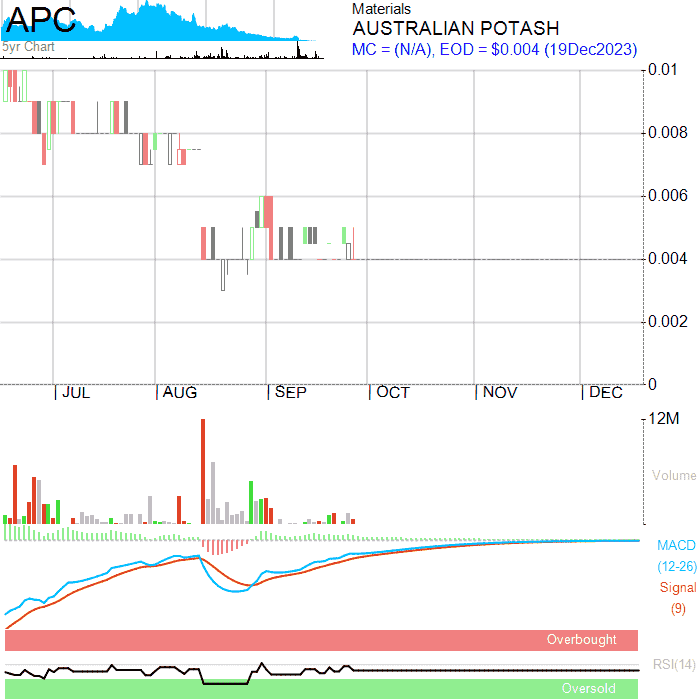 APC
5yr Chart
Materials
AUSTRALIAN POTASH
MC = (N/A), EOD = $0.004 (19Dec2023)
0.01
0.008
0.006
0.004
0.002
0
JUL AUG SEP OCT NOV DEC
12M
Volume
MACD
(12-26)
Signal
(9)
Overbought
RSI(14)
Oversold